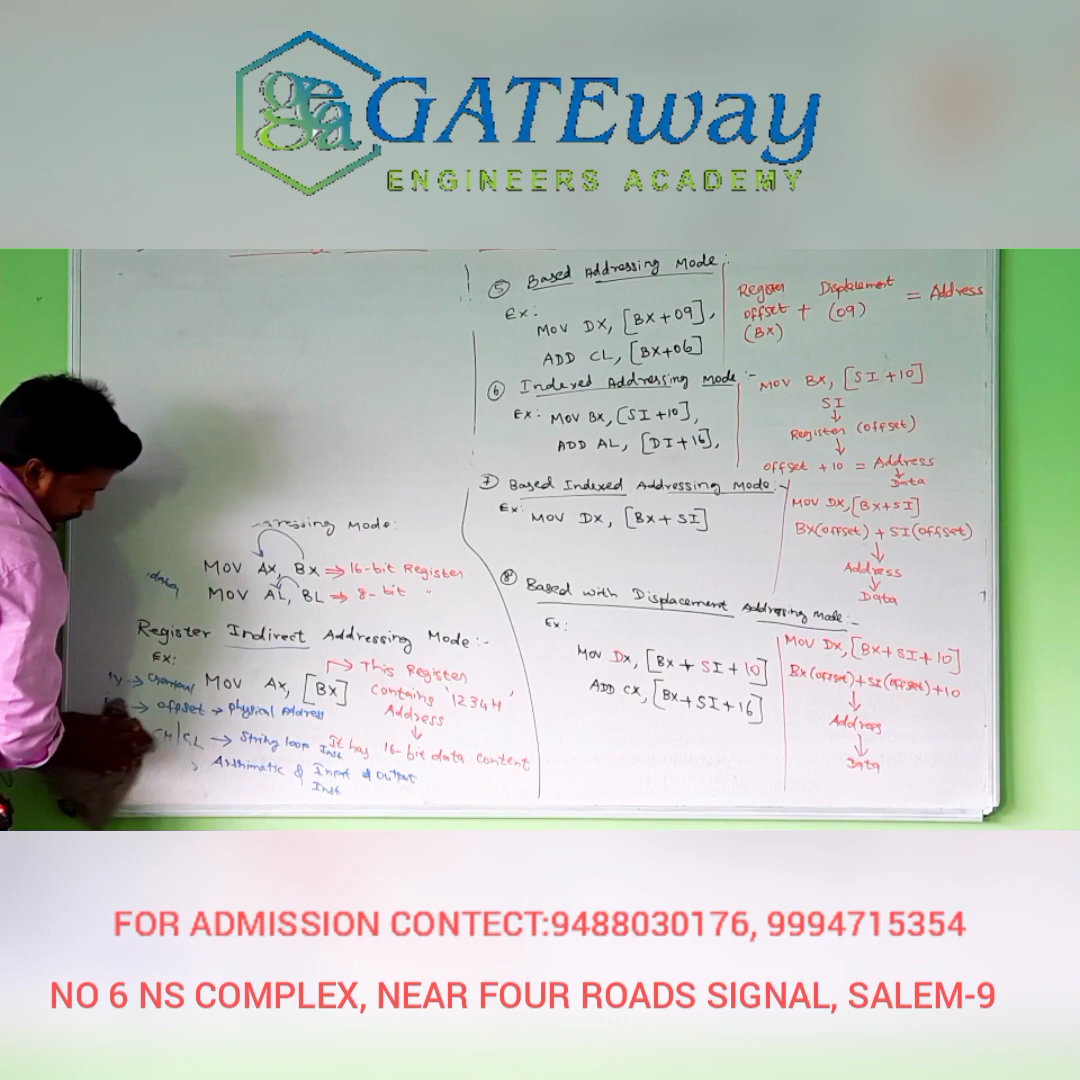 gea GATEway
ENGINEERS ACADEMY
Mode:
MOV AX, BX → 16-bit Register
data MOV AL, BL → 8-bit "
Register Indirect Addressing Mode:-
Ex:
MOV AX, [BX]
This Register
Contains '1234H'
Address
It has 16-bit data content
→ offset → physical Address
CH/CL → String loop Inst
Arithmatic & Input & Output
Inst
⑤ Based Addressing Mode:
Ex:
MOV DX, [BX+09],
ADD CL, [BX+06]
Register offset (BX) + Displacement (09) = Address
⑥ Indexed Addressing Mode:-
Ex: MOV BX, [SI+10],
ADD AL, [DI+16],
MOV BX, [SI+10]
SI
↓
Register (offset)
↓
offset + 10 = Address
↓
Data
⑦ Based Indexed Addressing Mode:-
Ex:
MOV DX, [BX+SI]
MOV DX, [BX+SI]
BX(offset) + SI(offset)
↓
Address
↓
Data
⑧ Based with Displacement Addressing Mode:-
Ex:
MOV DX, [BX+SI+10]
ADD CX, [BX+SI+16]
MOV DX, [BX+SI+10]
BX(offset)+SI(offset)+10
↓
Address
↓
Data
FOR ADMISSION CONTECT:9488030176, 9994715354
NO 6 NS COMPLEX, NEAR FOUR ROADS SIGNAL, SALEM-9